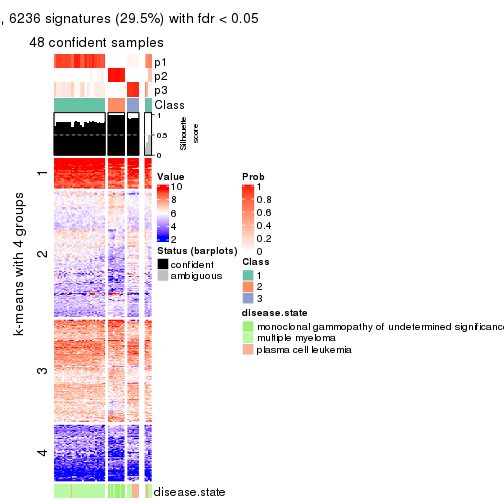 , 6236 signatures (29.5%) with fdr < 0.05
48 confident samples
p1
p2
p3
Class
1
0.5
0
Silhouette
score
k-means with 4 groups
1
2
3
4
Value
10
8
6
4
2
Status (barplots)
confident
ambiguous
Prob
1
0.8
0.6
0.4
0.2
0
Class
1
2
3
disease.state
monoclonal gammopathy of undetermined significance
multiple myeloma
plasma cell leukemia
disease.state